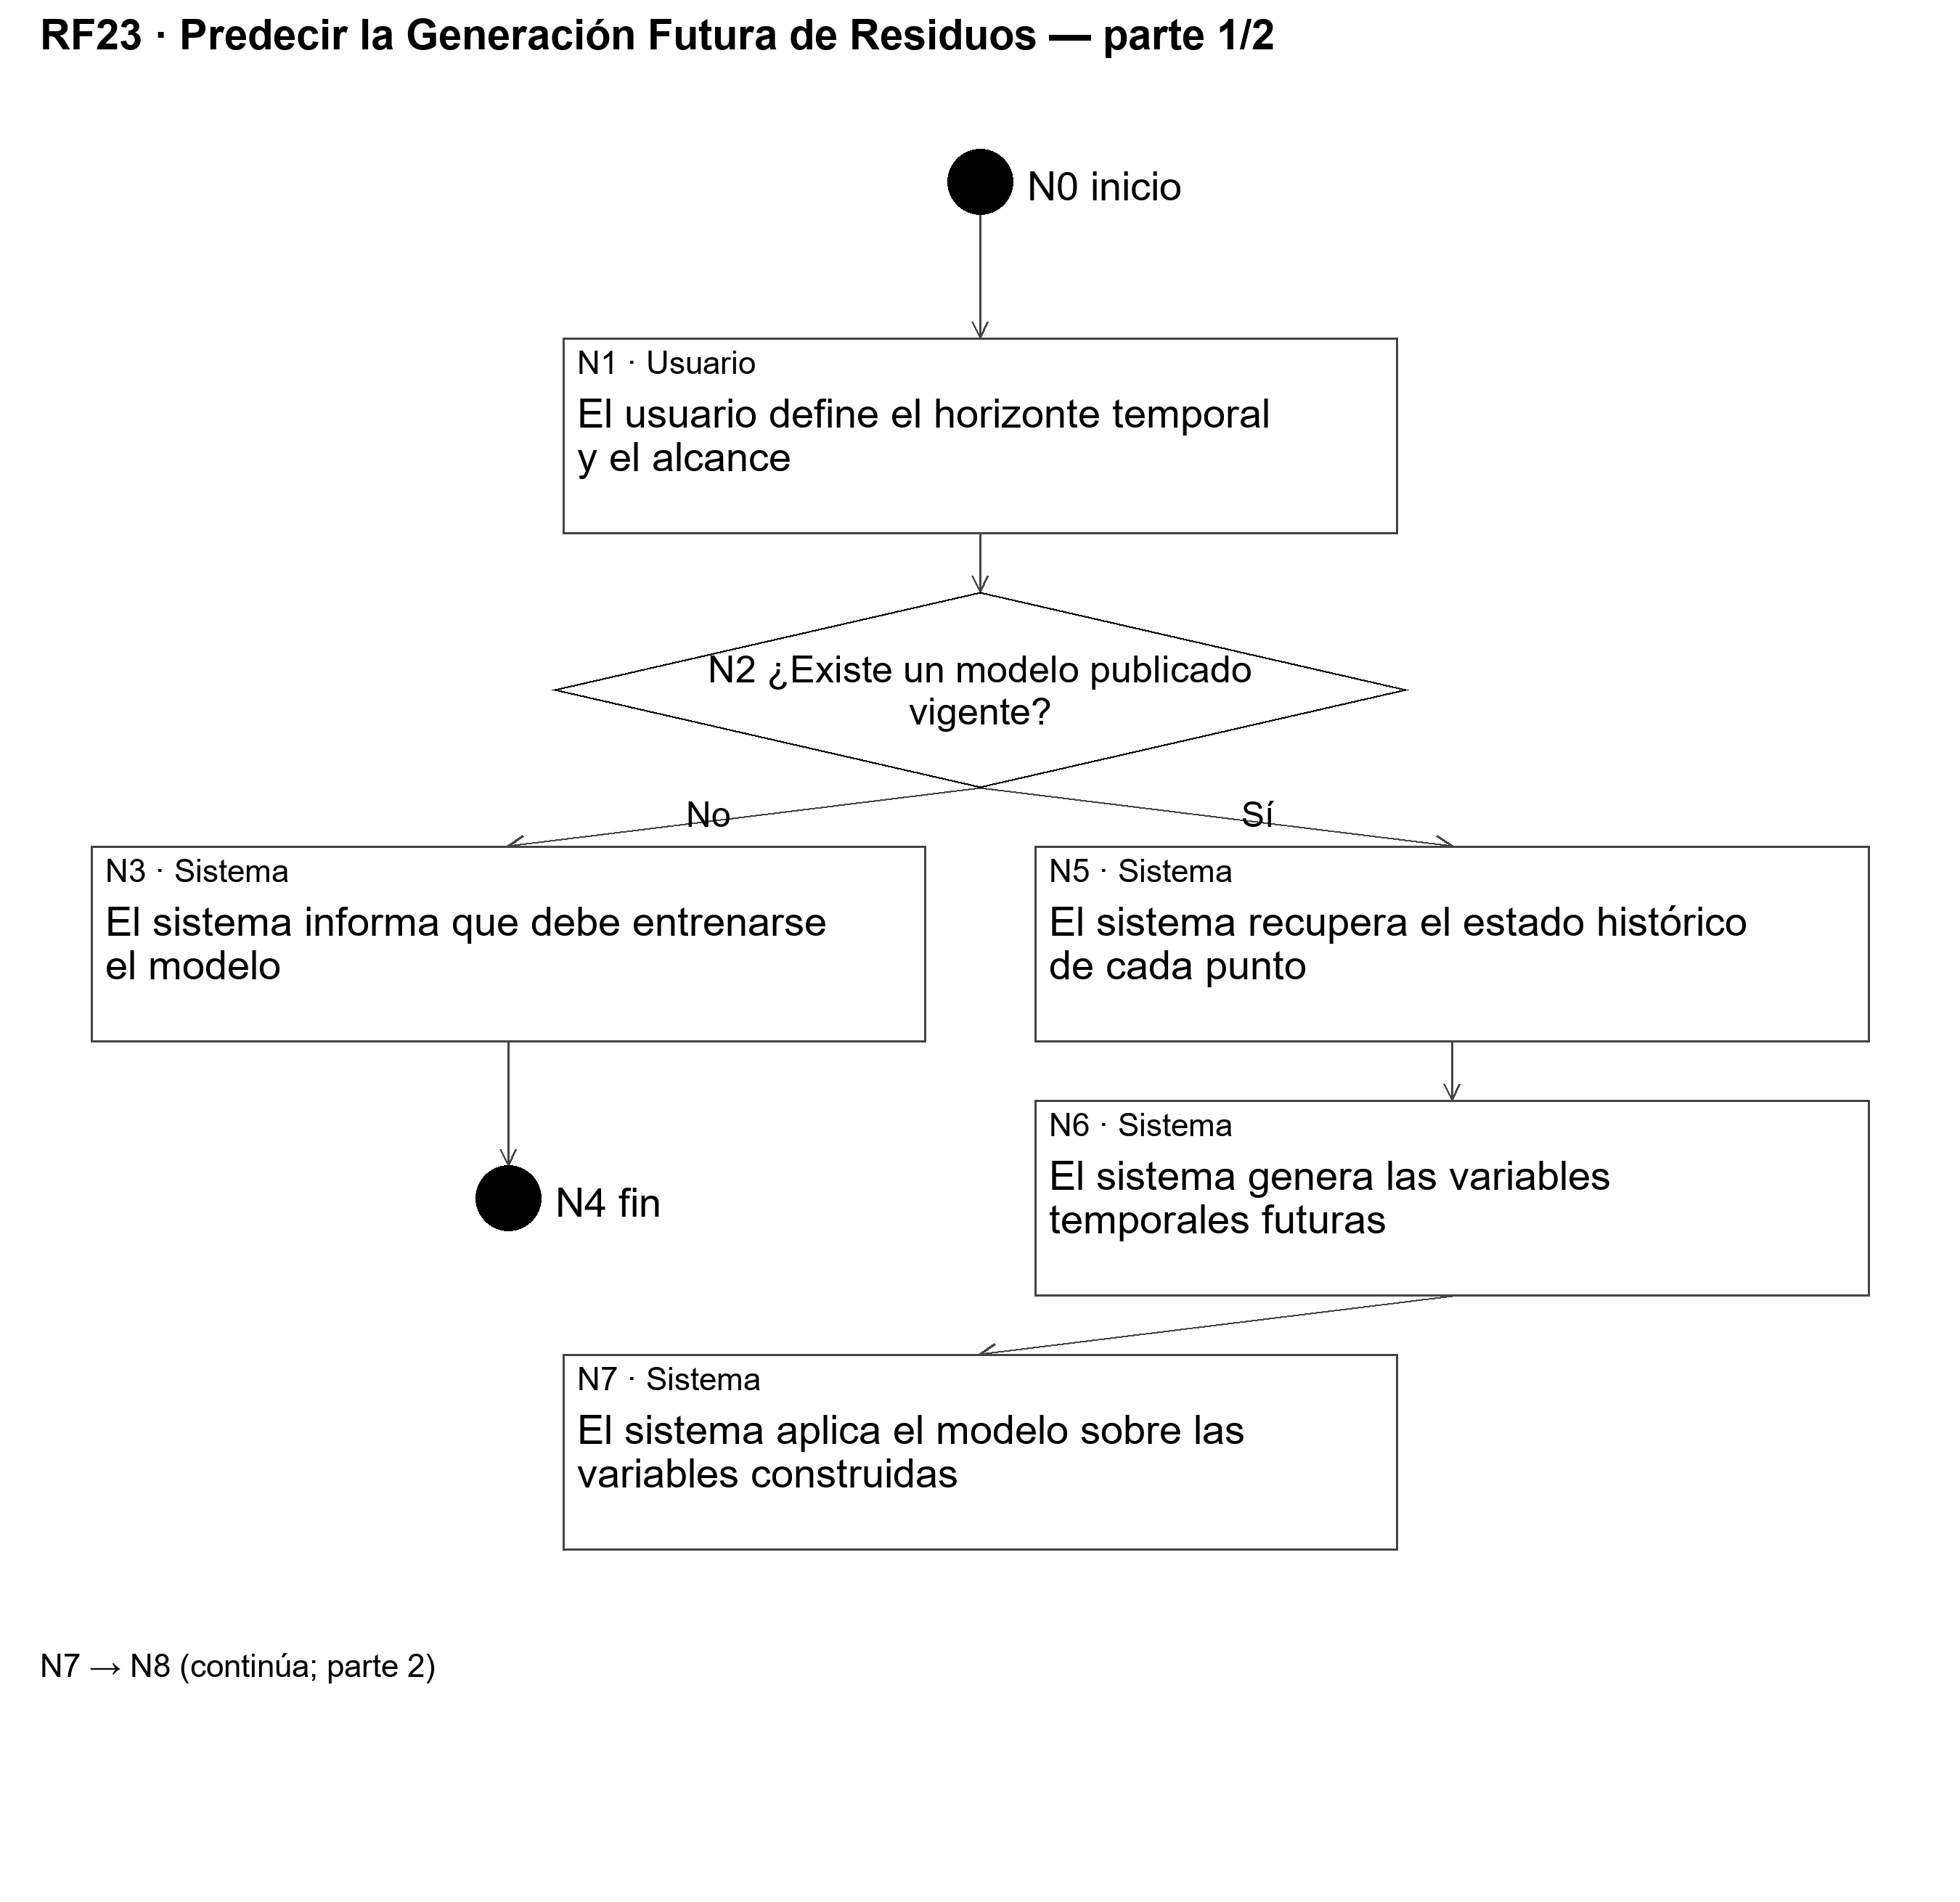 RF23 · Predecir la Generación Futura de Residuos — parte 1/2
N0 inicio
N1 · Usuario
El usuario define el horizonte temporal
y el alcance
N2 ¿Existe un modelo publicado
vigente?
No
Sí
N3 · Sistema
El sistema informa que debe entrenarse
el modelo
N5 · Sistema
El sistema recupera el estado histórico
de cada punto
N4 fin
N6 · Sistema
El sistema genera las variables
temporales futuras
N7 · Sistema
El sistema aplica el modelo sobre las
variables construidas
N7 → N8 (continúa; parte 2)